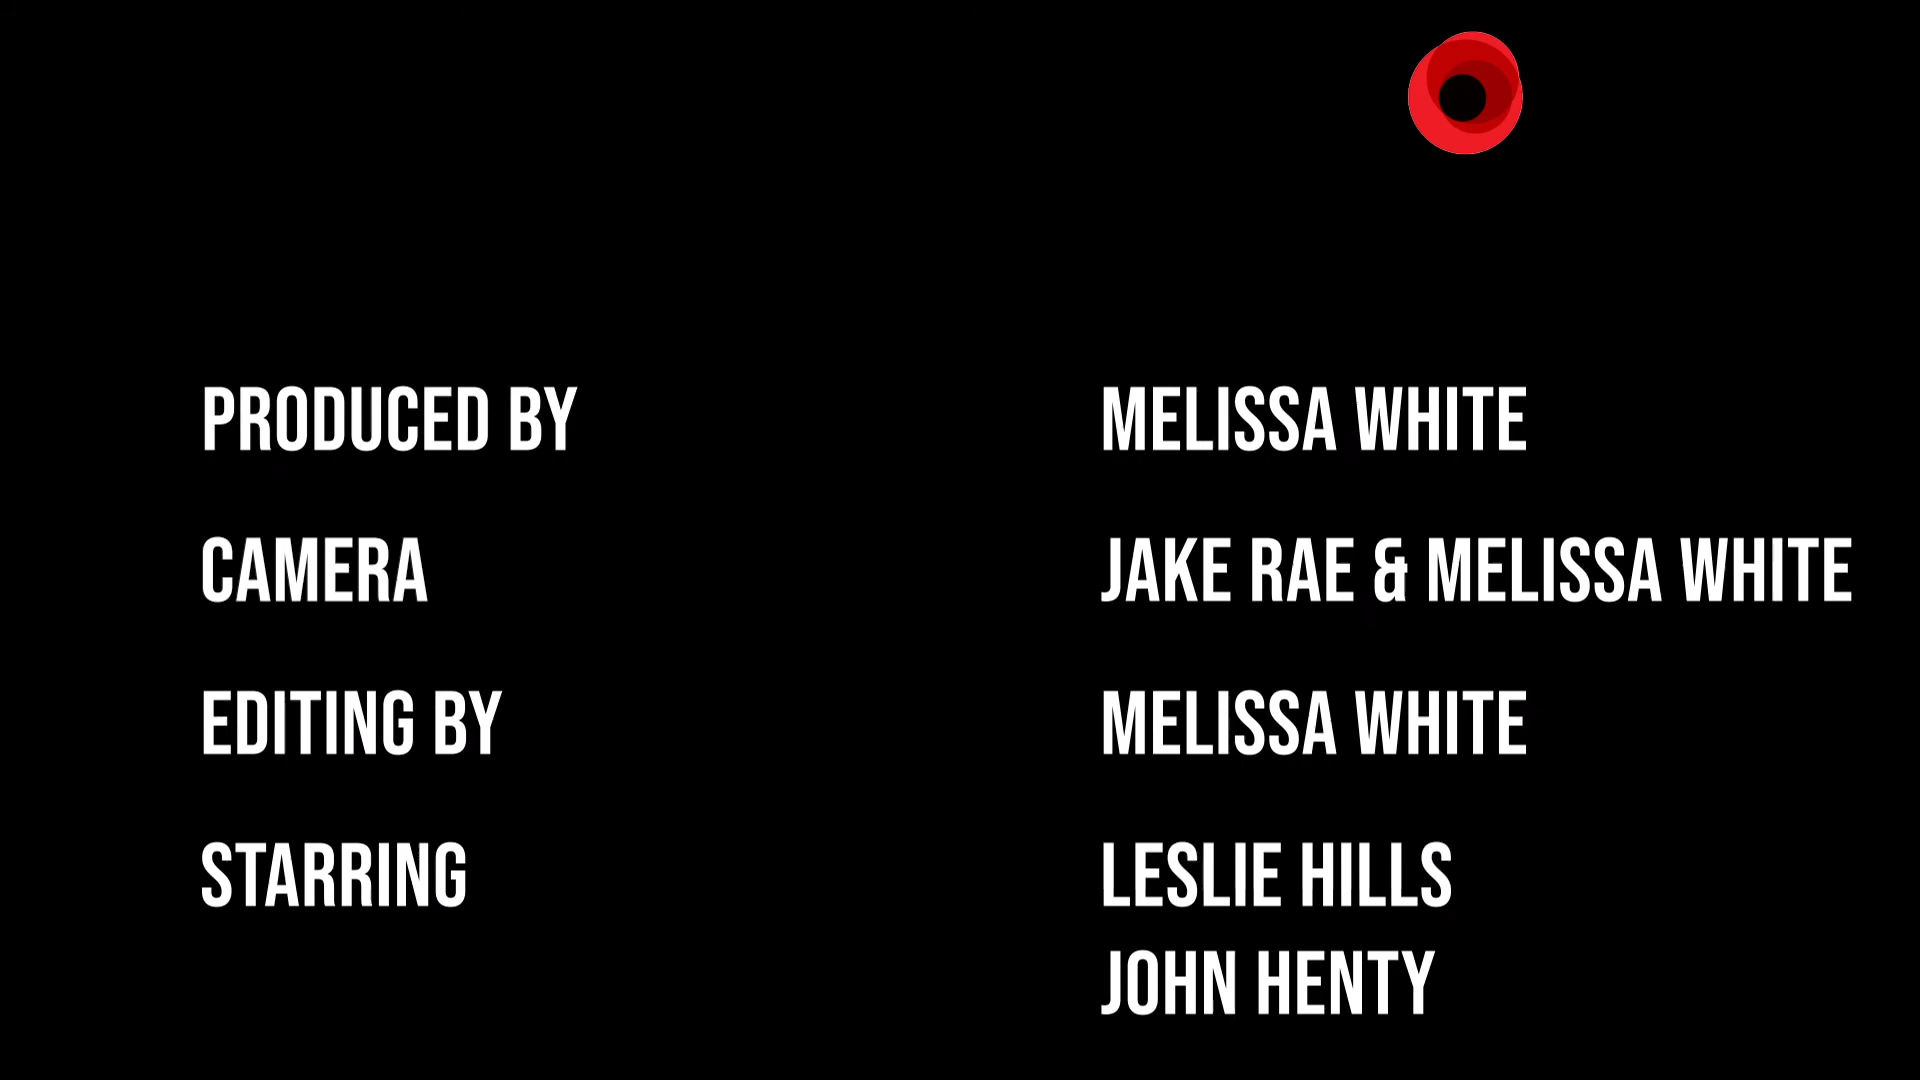 PRODUCED BY MELISSA WHITE
CAMERA JAKE RAE & MELISSA WHITE
EDITING BY MELISSA WHITE
STARRING LESLIE HILLS
JOHN HENTY